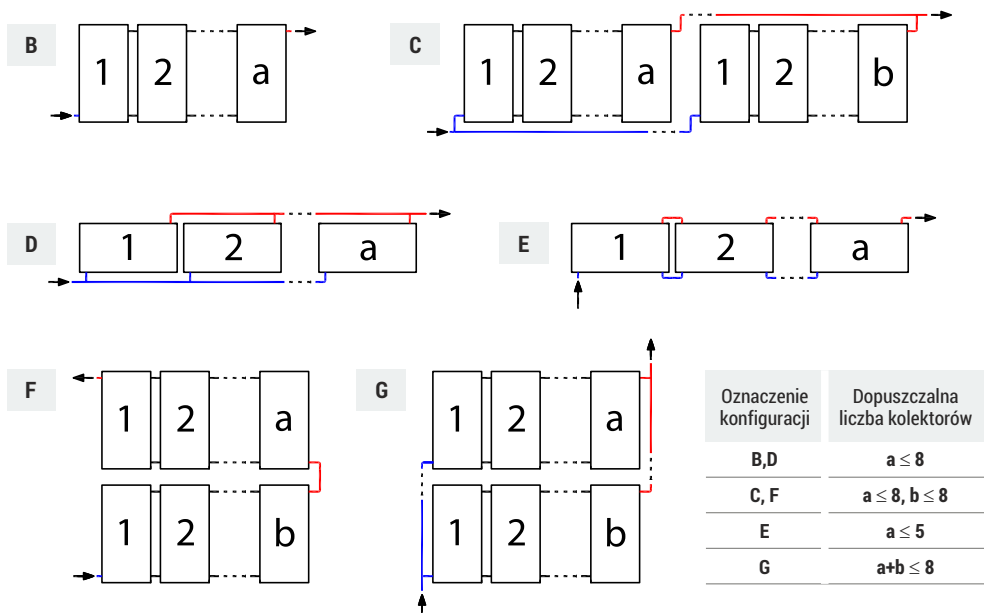 B
1 2 a
C
1 2 a 1 2 b
D
1 2 a
E
1 2 a
F
1 2 a
1 2 b
G
1 2 a
1 2 b
Oznaczenie
konfiguracji
Dopuszczalna
liczba kolektorów
B,D a ≤ 8
C, F a ≤ 8, b ≤ 8
E a ≤ 5
G a+b ≤ 8